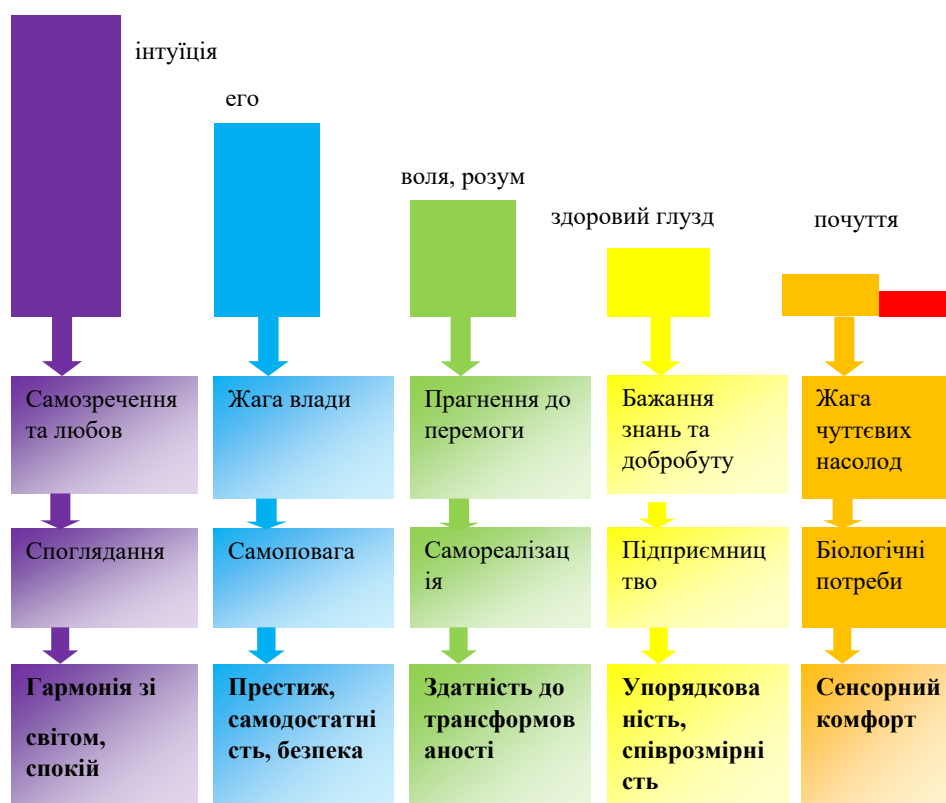 інтуїція
его
воля, розум
здоровий глузд
почуття
Самозречення
та любов
Жага влади
Прагнення до
перемоги
Бажання
знань та
добробуту
Жага
чуттєвих
насолод
Споглядання
Самоповага
Самореалізац
ія
Підприємниц
тво
Біологічні
потреби
Гармонія зі
світом,
спокій
Престиж,
самодостатні
сть, безпека
Здатність до
трансформов
аності
Упорядкова
ність,
співрозмірні
сть
Сенсорний
комфорт